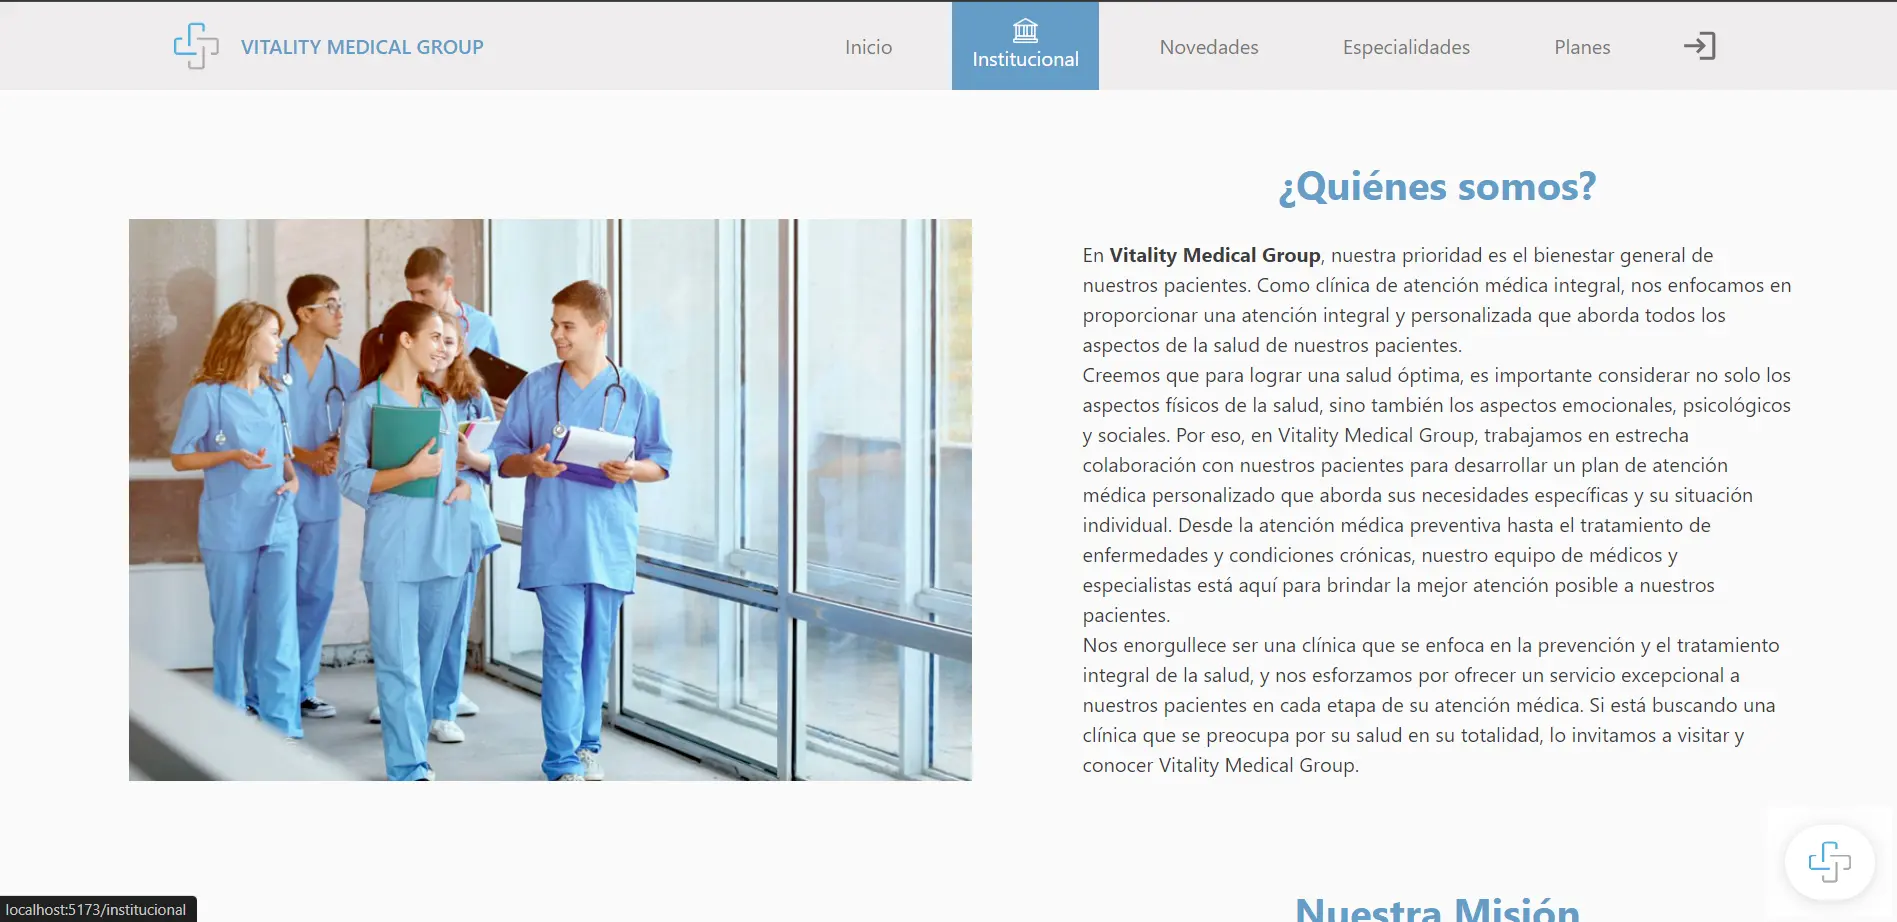 VITALITY MEDICAL GROUP
Inicio
Institucional
Novedades
Especialidades
Planes
¿Quiénes somos?
En Vitality Medical Group, nuestra prioridad es el bienestar general de
nuestros pacientes. Como clínica de atención médica integral, nos enfocamos en
proporcionar una atención integral y personalizada que aborda todos los
aspectos de la salud de nuestros pacientes.
Creemos que para lograr una salud óptima, es importante considerar no solo los
aspectos físicos de la salud, sino también los aspectos emocionales, psicológicos
y sociales. Por eso, en Vitality Medical Group, trabajamos en estrecha
colaboración con nuestros pacientes para desarrollar un plan de atención
médica personalizado que aborda sus necesidades específicas y su situación
individual. Desde la atención médica preventiva hasta el tratamiento de
enfermedades y condiciones crónicas, nuestro equipo de médicos y
especialistas está aquí para brindar la mejor atención posible a nuestros
pacientes.
Nos enorgullece ser una clínica que se enfoca en la prevención y el tratamiento
integral de la salud, y nos esforzamos por ofrecer un servicio excepcional a
nuestros pacientes en cada etapa de su atención médica. Si está buscando una
clínica que se preocupa por su salud en su totalidad, lo invitamos a visitar y
conocer Vitality Medical Group.
Nuestra Misión
localhost:5173/institucional